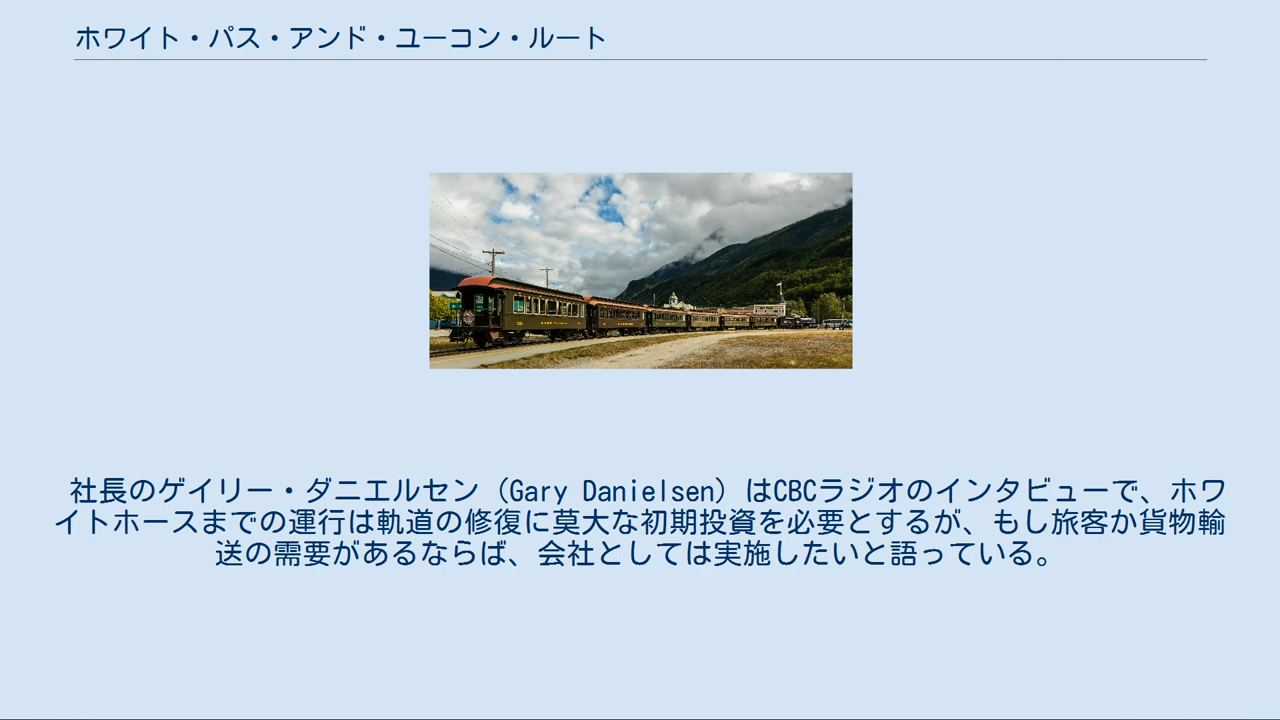 ホワイト・パス・アンド・ユーコン・ルート
社長のゲイリー・ダニエルセン（Gary Danielsen）はCBCラジオのインタビューで、ホワ
イトホースまでの運行は軌道の修復に莫大な初期投資を必要とするが、もし旅客か貨物輸
送の需要があるならば、会社としては実施したいと語っている。